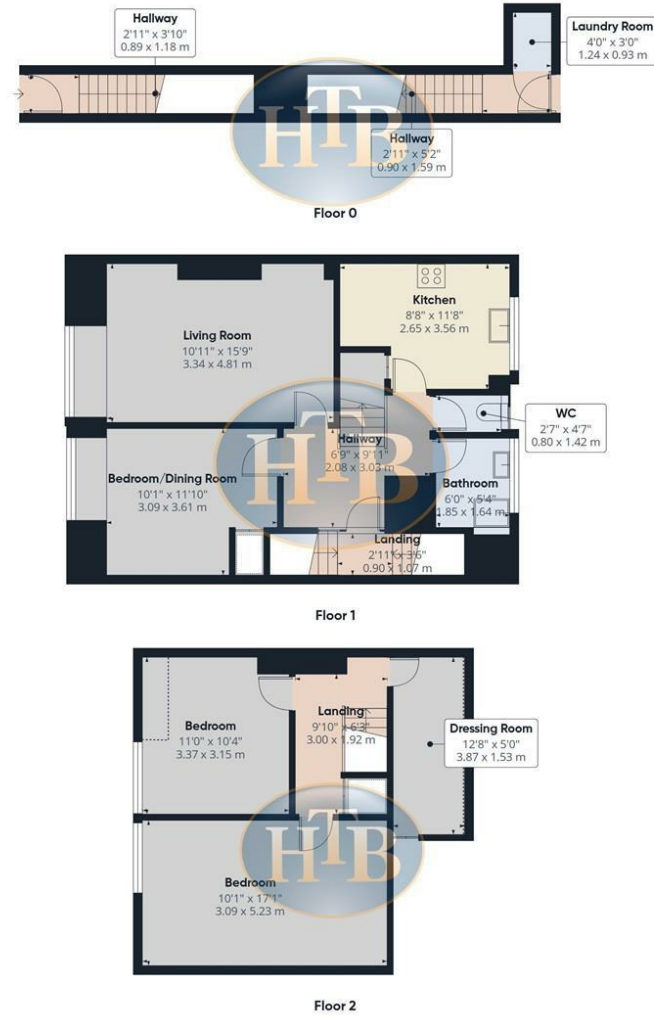 Hallway
2'11" x 3'10"
0.89 x 1.18 m
Laundry Room
4'0" x 3'0"
1.24 x 0.93 m
HTB
Hallway
2'11" x 5'2"
0.90 x 1.59 m
Floor 0
Living Room
10'11" x 15'9"
3.34 x 4.81 m
Kitchen
8'8" x 11'8"
2.65 x 3.56 m
WC
2'7" x 4'7"
0.80 x 1.42 m
HTB
Hallway
6'9" x 9'11"
2.08 x 3.03 m
Bedroom/Dining Room
10'1" x 11'10"
3.09 x 3.61 m
Bathroom
6'0" x 5'4"
1.85 x 1.64 m
Landing
2'11" x 3'6"
0.90 x 1.07 m
Floor 1
Bedroom
11'0" x 10'4"
3.37 x 3.15 m
Landing
9'10" x 6'3"
3.00 x 1.92 m
Dressing Room
12'8" x 5'0"
3.87 x 1.53 m
HTB
Bedroom
10'1" x 17'1"
3.09 x 5.23 m
Floor 2